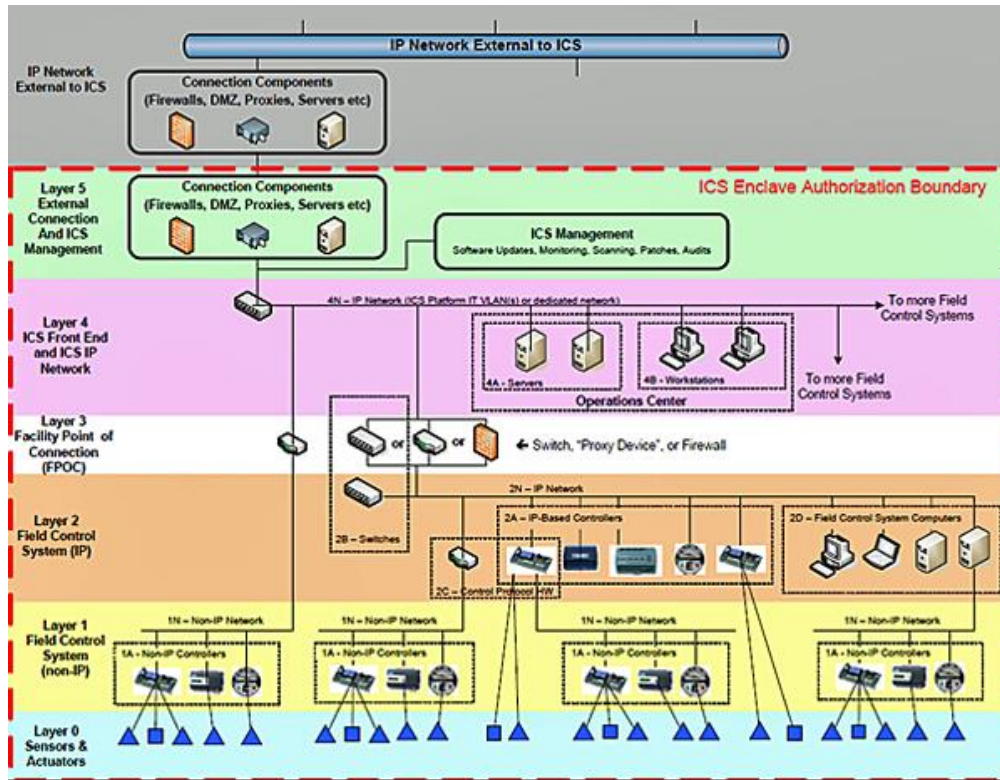 IP Network External to ICS
IP Network
External to ICS
Connection Components
(Firewalls, DMZ, Proxies, Servers etc)
ICS Enclave Authorization Boundary
Layer 5
External
Connection
And ICS
Management
Connection Components
(Firewalls, DMZ, Proxies, Servers etc)
ICS Management
Software Updates, Monitoring, Scanning, Patches, Audits
Layer 4
ICS Front End
and ICS IP
Network
4N – IP Network (ICS Platform IT VLAN(s) or dedicated network)
To more Field
Control Systems
4A - Servers
4B - Workstations
Operations Center
To more Field
Control Systems
Layer 3
Facility Point of
Connection
(FPOC)
or
or
← Switch, "Proxy Device", or Firewall
Layer 2
Field Control
System (IP)
2N – IP Network
2B – Switches
2A – IP-Based Controllers
2D – Field Control System Computers
2C – Control Protocol HW
Layer 1
Field Control
System
(non-IP)
1N – Non-IP Network
1N – Non-IP Network
1N – Non-IP Network
1N – Non-IP Network
1A - Non-IP Controllers
1A - Non-IP Controllers
1A - Non-IP Controllers
1A - Non-IP Controllers
Layer 0
Sensors &
Actuators